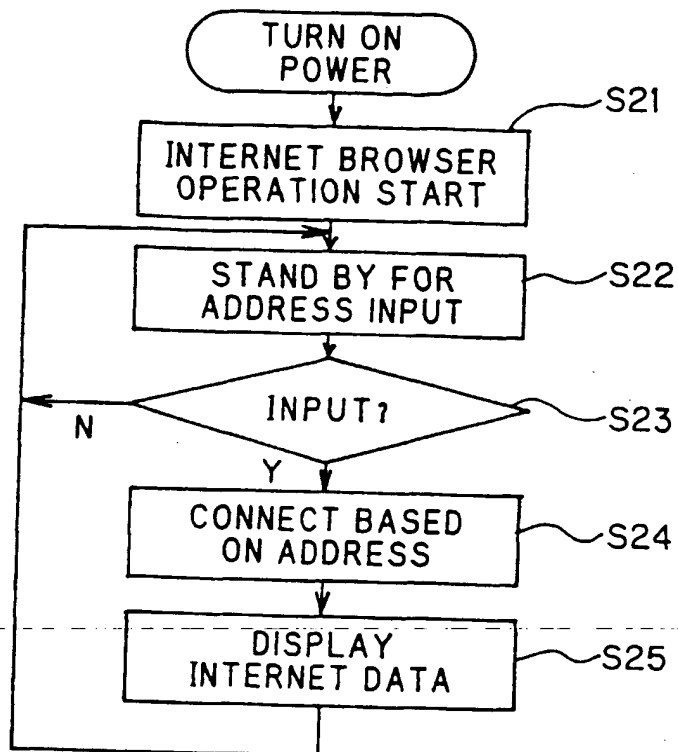 TURN ON
POWER
S21
INTERNET BROWSER
OPERATION START
STAND BY FOR
ADDRESS INPUT
S22
INPUT?
S23
N
Y
CONNECT BASED
ON ADDRESS
S24
DISPLAY
INTERNET DATA
S25